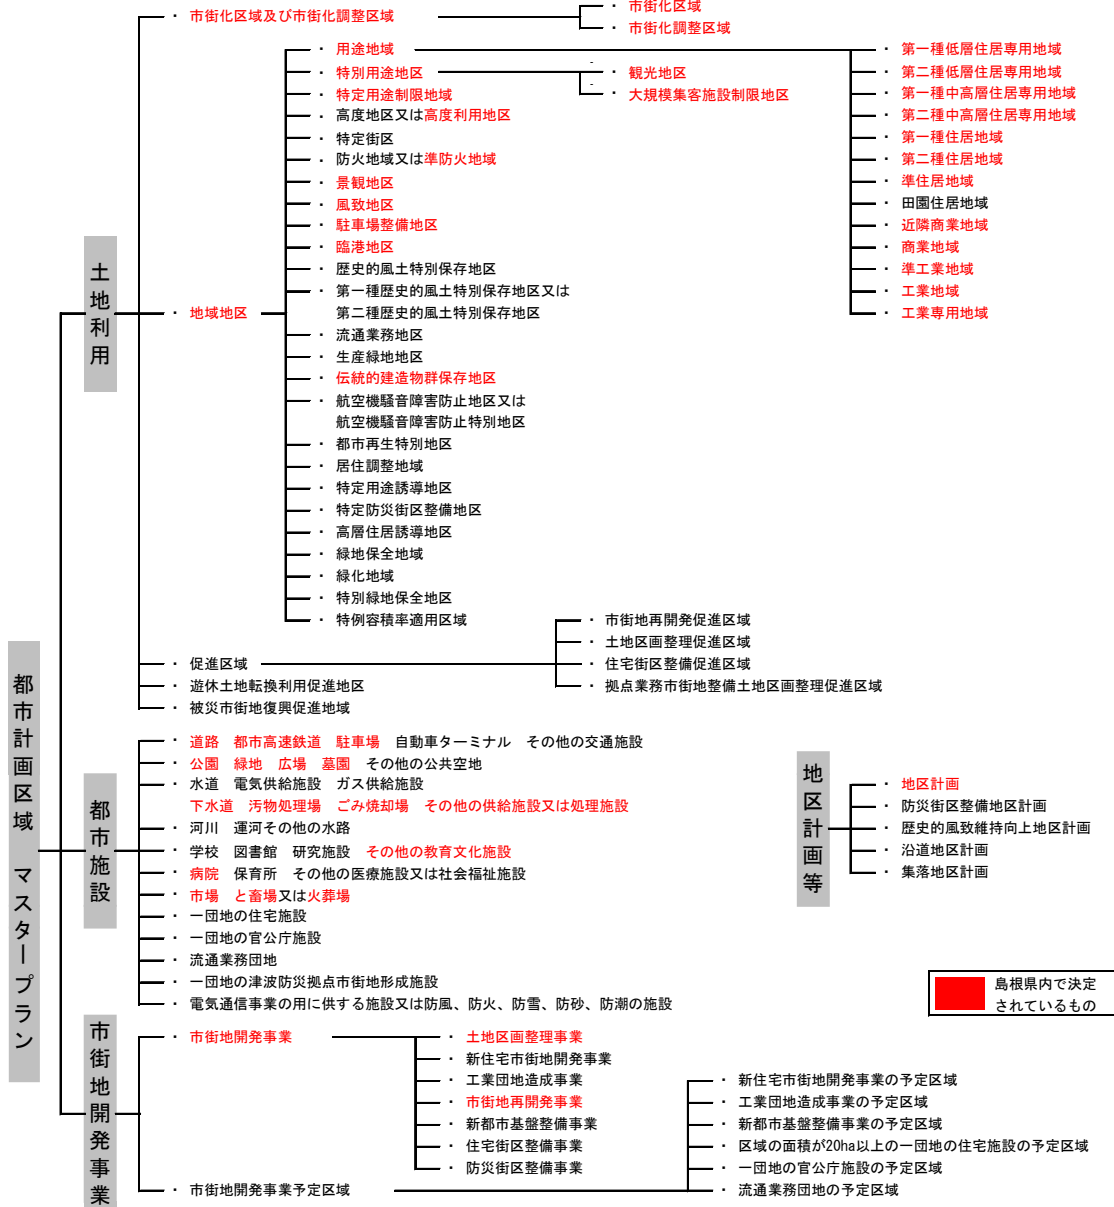 都市計画区域 マスタープラン
土地利用
・ 市街化区域及び市街化調整区域
・ 市街化区域
・ 市街化調整区域
・ 地域地区
・ 用途地域
・ 第一種低層住居専用地域
・ 第二種低層住居専用地域
・ 第一種中高層住居専用地域
・ 第二種中高層住居専用地域
・ 第一種住居地域
・ 第二種住居地域
・ 準住居地域
・ 田園住居地域
・ 近隣商業地域
・ 商業地域
・ 準工業地域
・ 工業地域
・ 工業専用地域
・ 特別用途地区
・ 観光地区
・ 大規模集客施設制限地区
・ 特定用途制限地域
・ 高度地区又は高度利用地区
・ 特定街区
・ 防火地域又は準防火地域
・ 景観地区
・ 風致地区
・ 駐車場整備地区
・ 臨港地区
・ 歴史的風土特別保存地区
・ 第一種歴史的風土特別保存地区又は
第二種歴史的風土特別保存地区
・ 流通業務地区
・ 生産緑地地区
・ 伝統的建造物群保存地区
・ 航空機騒音障害防止地区又は
航空機騒音障害防止特別地区
・ 都市再生特別地区
・ 居住調整地域
・ 特定用途誘導地区
・ 特定防災街区整備地区
・ 高層住居誘導地区
・ 緑地保全地域
・ 緑化地域
・ 特別緑地保全地区
・ 特例容積率適用区域
・ 促進区域
・ 市街地再開発促進区域
・ 土地区画整理促進区域
・ 住宅街区整備促進区域
・ 拠点業務市街地整備土地区画整理促進区域
・ 遊休土地転換利用促進地区
・ 被災市街地復興促進地域
都市施設
・ 道路 都市高速鉄道 駐車場 自動車ターミナル その他の交通施設
・ 公園 緑地 広場 墓園 その他の公共空地
・ 水道 電気供給施設 ガス供給施設
下水道 汚物処理場 ごみ焼却場 その他の供給施設又は処理施設
・ 河川 運河その他の水路
・ 学校 図書館 研究施設 その他の教育文化施設
・ 病院 保育所 その他の医療施設又は社会福祉施設
・ 市場 と畜場又は火葬場
・ 一団地の住宅施設
・ 一団地の官公庁施設
・ 流通業務団地
・ 一団地の津波防災拠点市街地形成施設
・ 電気通信事業の用に供する施設又は防風、防火、防雪、防砂、防潮の施設
市街地開発事業
・ 市街地開発事業
・ 土地区画整理事業
・ 新住宅市街地開発事業
・ 工業団地造成事業
・ 市街地再開発事業
・ 新都市基盤整備事業
・ 住宅街区整備事業
・ 防災街区整備事業
・ 市街地開発事業予定区域
・ 新住宅市街地開発事業の予定区域
・ 工業団地造成事業の予定区域
・ 新都市基盤整備事業の予定区域
・ 区域の面積が20ha以上の一団地の住宅施設の予定区域
・ 一団地の官公庁施設の予定区域
・ 流通業務団地の予定区域
地区計画等
・ 地区計画
・ 防災街区整備地区計画
・ 歴史的風致維持向上地区計画
・ 沿道地区計画
・ 集落地区計画
島根県内で決定
されているもの